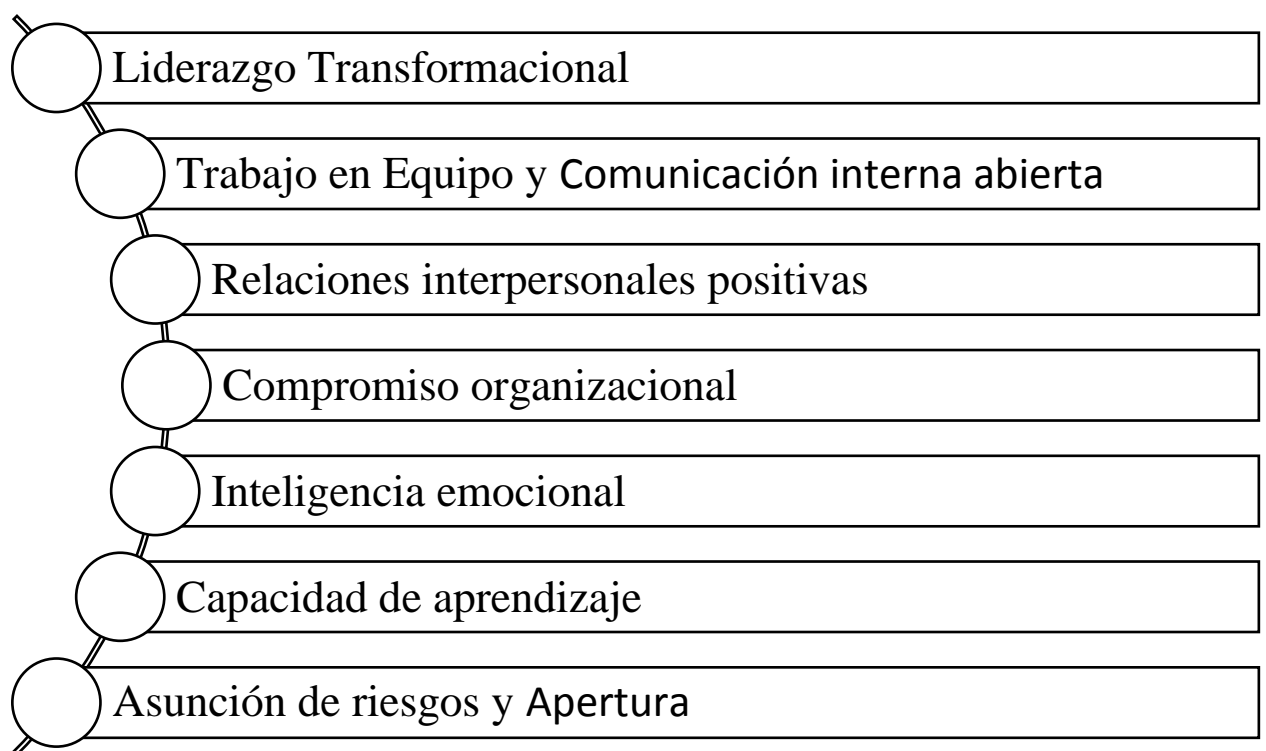 Liderazgo Transformacional
Trabajo en Equipo y Comunicación interna abierta
Relaciones interpersonales positivas
Compromiso organizacional
Inteligencia emocional
Capacidad de aprendizaje
Asunción de riesgos y Apertura